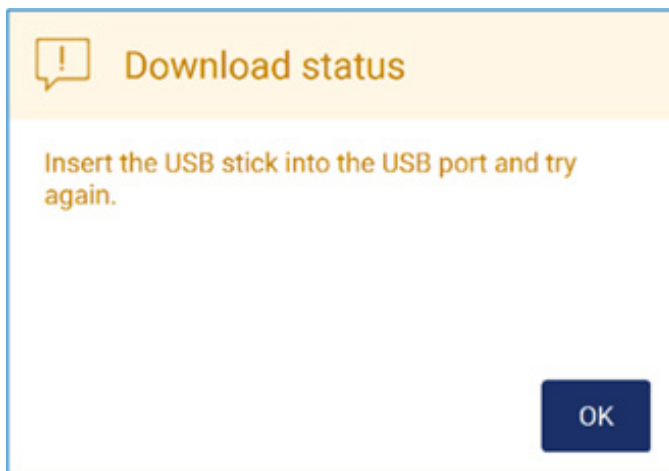 !
Download status
Insert the USB stick into the USB port and try
again.
OK